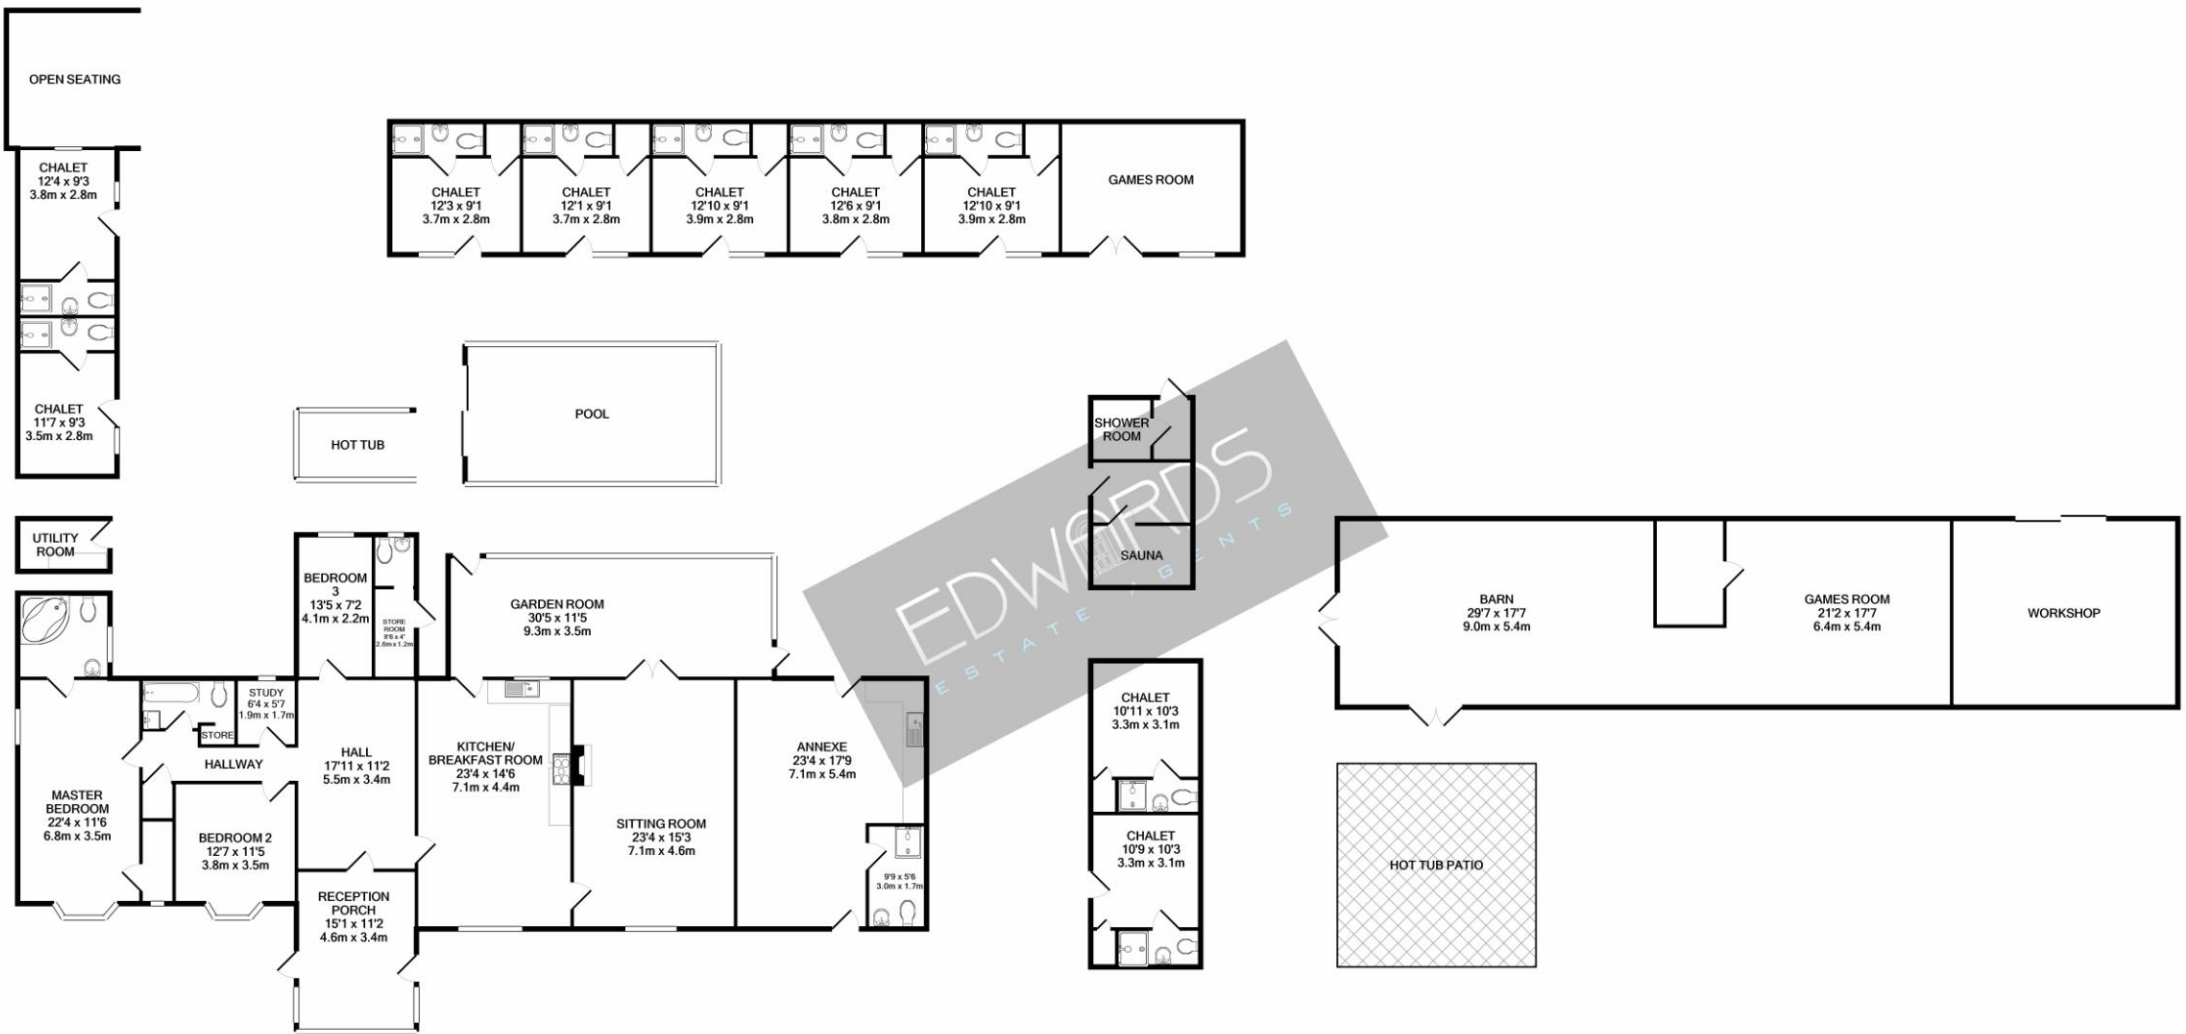 OPEN SEATING
CHALET
12'4 x 9'3
3.8m x 2.8m
CHALET
12'3 x 9'1
3.7m x 2.8m
CHALET
12'1 x 9'1
3.7m x 2.8m
CHALET
12'10 x 9'1
3.9m x 2.8m
CHALET
12'6 x 9'1
3.8m x 2.8m
CHALET
12'10 x 9'1
3.9m x 2.8m
GAMES ROOM
CHALET
11'7 x 9'3
3.5m x 2.8m
HOT TUB
POOL
SHOWER
ROOM
SAUNA
EDWARDS
ESTATE AGENTS
UTILITY
ROOM
BEDROOM
3
13'5 x 7'2
4.1m x 2.2m
STORE
ROOM
8'6 x 4'
2.6m x 1.2m
GARDEN ROOM
30'5 x 11'5
9.3m x 3.5m
BARN
29'7 x 17'7
9.0m x 5.4m
GAMES ROOM
21'2 x 17'7
6.4m x 5.4m
WORKSHOP
STUDY
6'4 x 5'7
1.9m x 1.7m
STORE
HALLWAY
HALL
17'11 x 11'2
5.5m x 3.4m
KITCHEN/
BREAKFAST ROOM
23'4 x 14'6
7.1m x 4.4m
SITTING ROOM
23'4 x 15'3
7.1m x 4.6m
ANNEXE
23'4 x 17'9
7.1m x 5.4m
9'9 x 5'6
3.0m x 1.7m
MASTER
BEDROOM
22'4 x 11'6
6.8m x 3.5m
BEDROOM 2
12'7 x 11'5
3.8m x 3.5m
RECEPTION
PORCH
15'1 x 11'2
4.6m x 3.4m
CHALET
10'11 x 10'3
3.3m x 3.1m
CHALET
10'9 x 10'3
3.3m x 3.1m
HOT TUB PATIO